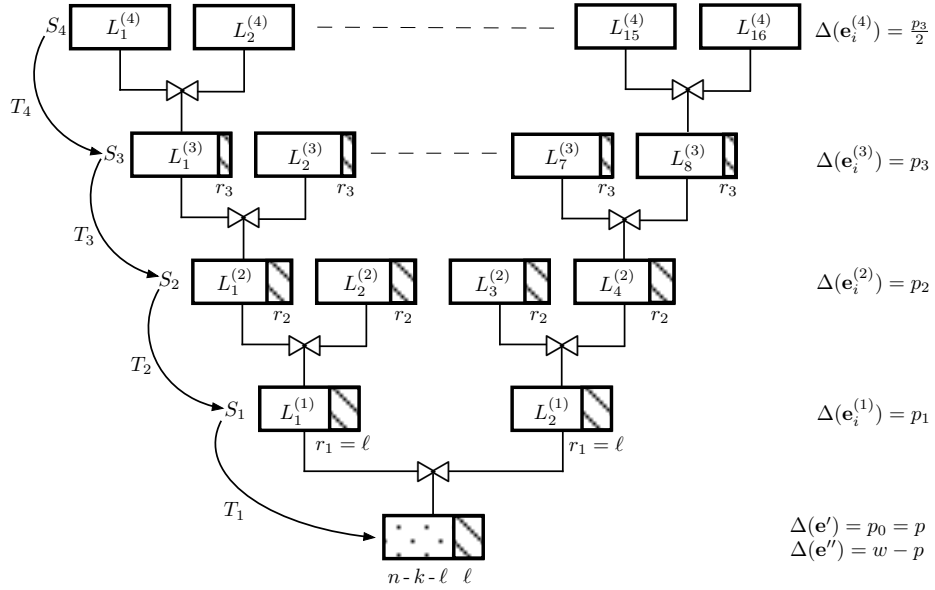 S_4 L_1^{(4)} L_2^{(4)} L_{15}^{(4)} L_{16}^{(4)} Δ(e_i^{(4)}) = \frac{p_3}{2}
T_4
S_3 L_1^{(3)} L_2^{(3)} L_7^{(3)} L_8^{(3)} Δ(e_i^{(3)}) = p_3
r_3 r_3 r_3 r_3
T_3
S_2 L_1^{(2)} L_2^{(2)} L_3^{(2)} L_4^{(2)} Δ(e_i^{(2)}) = p_2
r_2 r_2 r_2 r_2
T_2
S_1 L_1^{(1)} L_2^{(1)} Δ(e_i^{(1)}) = p_1
r_1 = ℓ r_1 = ℓ
T_1
Δ(e′) = p_0 = p
Δ(e″) = w − p
n - k - ℓ ℓ